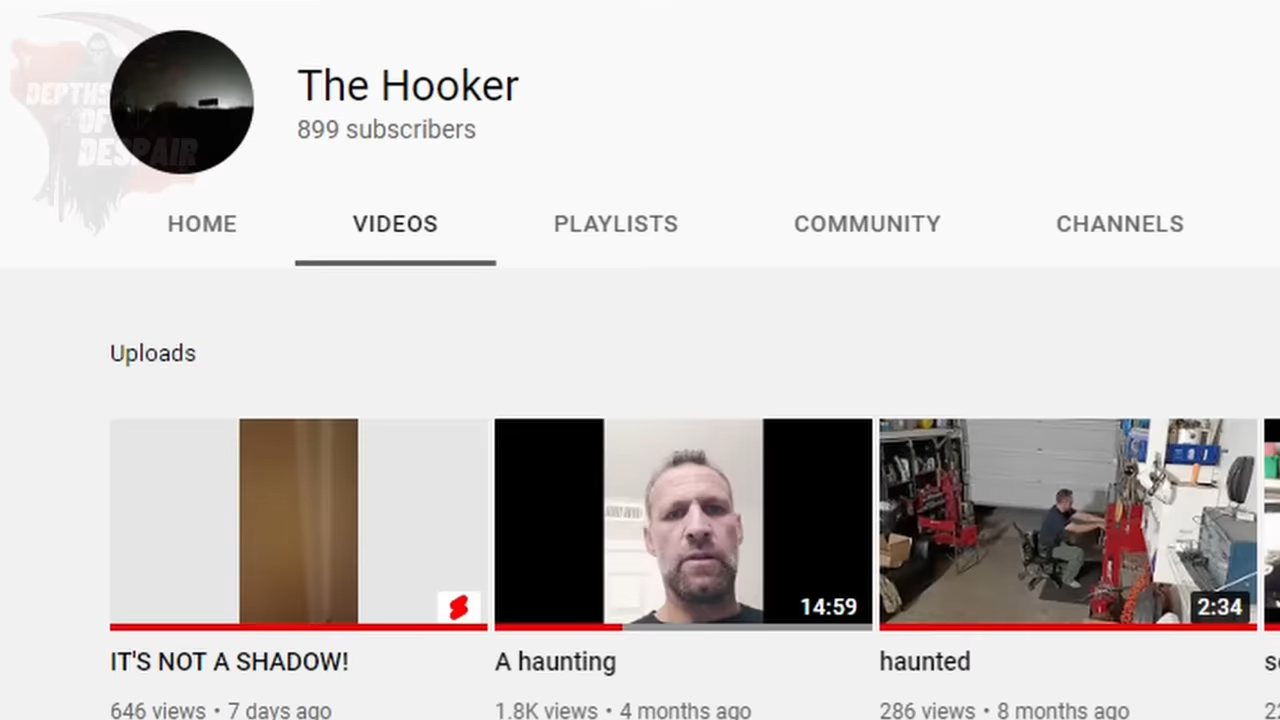 DEPTHS
OF
DESPAIR
The Hooker
899 subscribers
HOME VIDEOS PLAYLISTS COMMUNITY CHANNELS
Uploads
14:59 2:34
IT'S NOT A SHADOW! A haunting haunted
646 views • 7 days ago 1.8K views • 4 months ago 286 views • 8 months ago